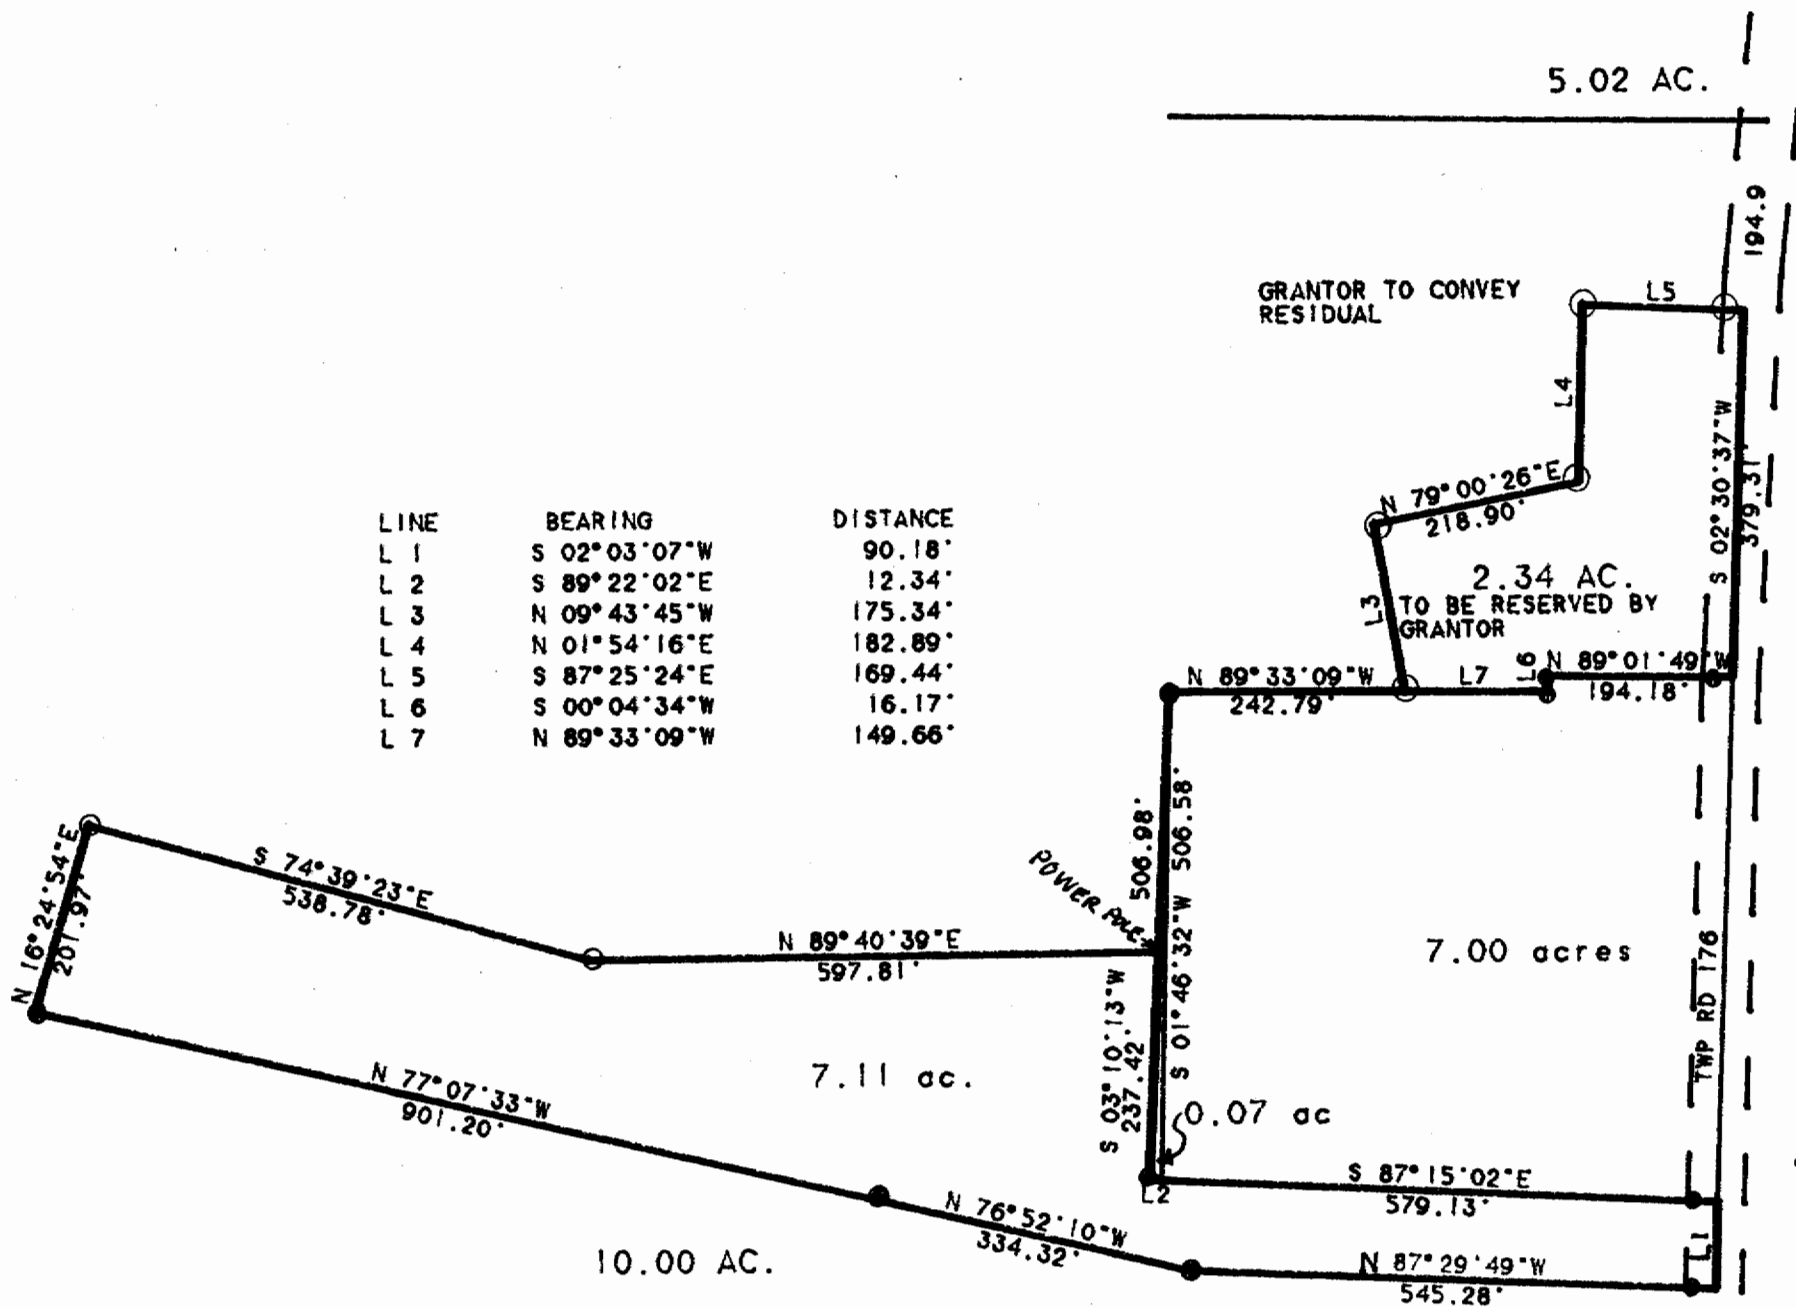 5.02 AC.
194.9
GRANTOR TO CONVEY
RESIDUAL
L5
L4
S 02°30'37"W
379.31'
N 79°00'26"E
218.90'
2.34 AC.
TO BE RESERVED BY
GRANTOR
L3
L6
N 89°01'49"W
194.18'
L7
N 89°33'09"W
242.79'
LINE BEARING DISTANCE
L 1 S 02°03'07"W 90.18'
L 2 S 89°22'02"E 12.34'
L 3 N 09°43'45"W 175.34'
L 4 N 01°54'16"E 182.89'
L 5 S 87°25'24"E 169.44'
L 6 S 00°04'34"W 16.17'
L 7 N 89°33'09"W 149.66'
506.98'
S 01°46'32"W 506.58'
POWER POLE
N 16°24'54"E
201.97'
S 74°39'23"E
538.78'
N 89°40'39"E
597.81'
7.00 acres
TWP RD 176
S 03°10'13"W
237.42'
7.11 ac.
0.07 ac
N 77°07'33"W
901.20'
L2
S 87°15'02"E
579.13'
N 76°52'10"W
334.32'
L1
10.00 AC.
N 87°29'49"W
545.28'